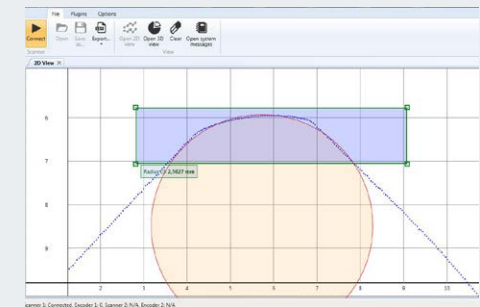 File Plugins Options
Connect Open Save as... Export... Open 2D view Open 3D view Clear Open system messages
Scanner View
2D View
6
7
Radius 2,5027 mm
8
9
2 3 4 5 6 7 8 9 10
Scanner 1: Connected, Encoder 1: 0, Scanner 2: N/A, Encoder 2: N/A